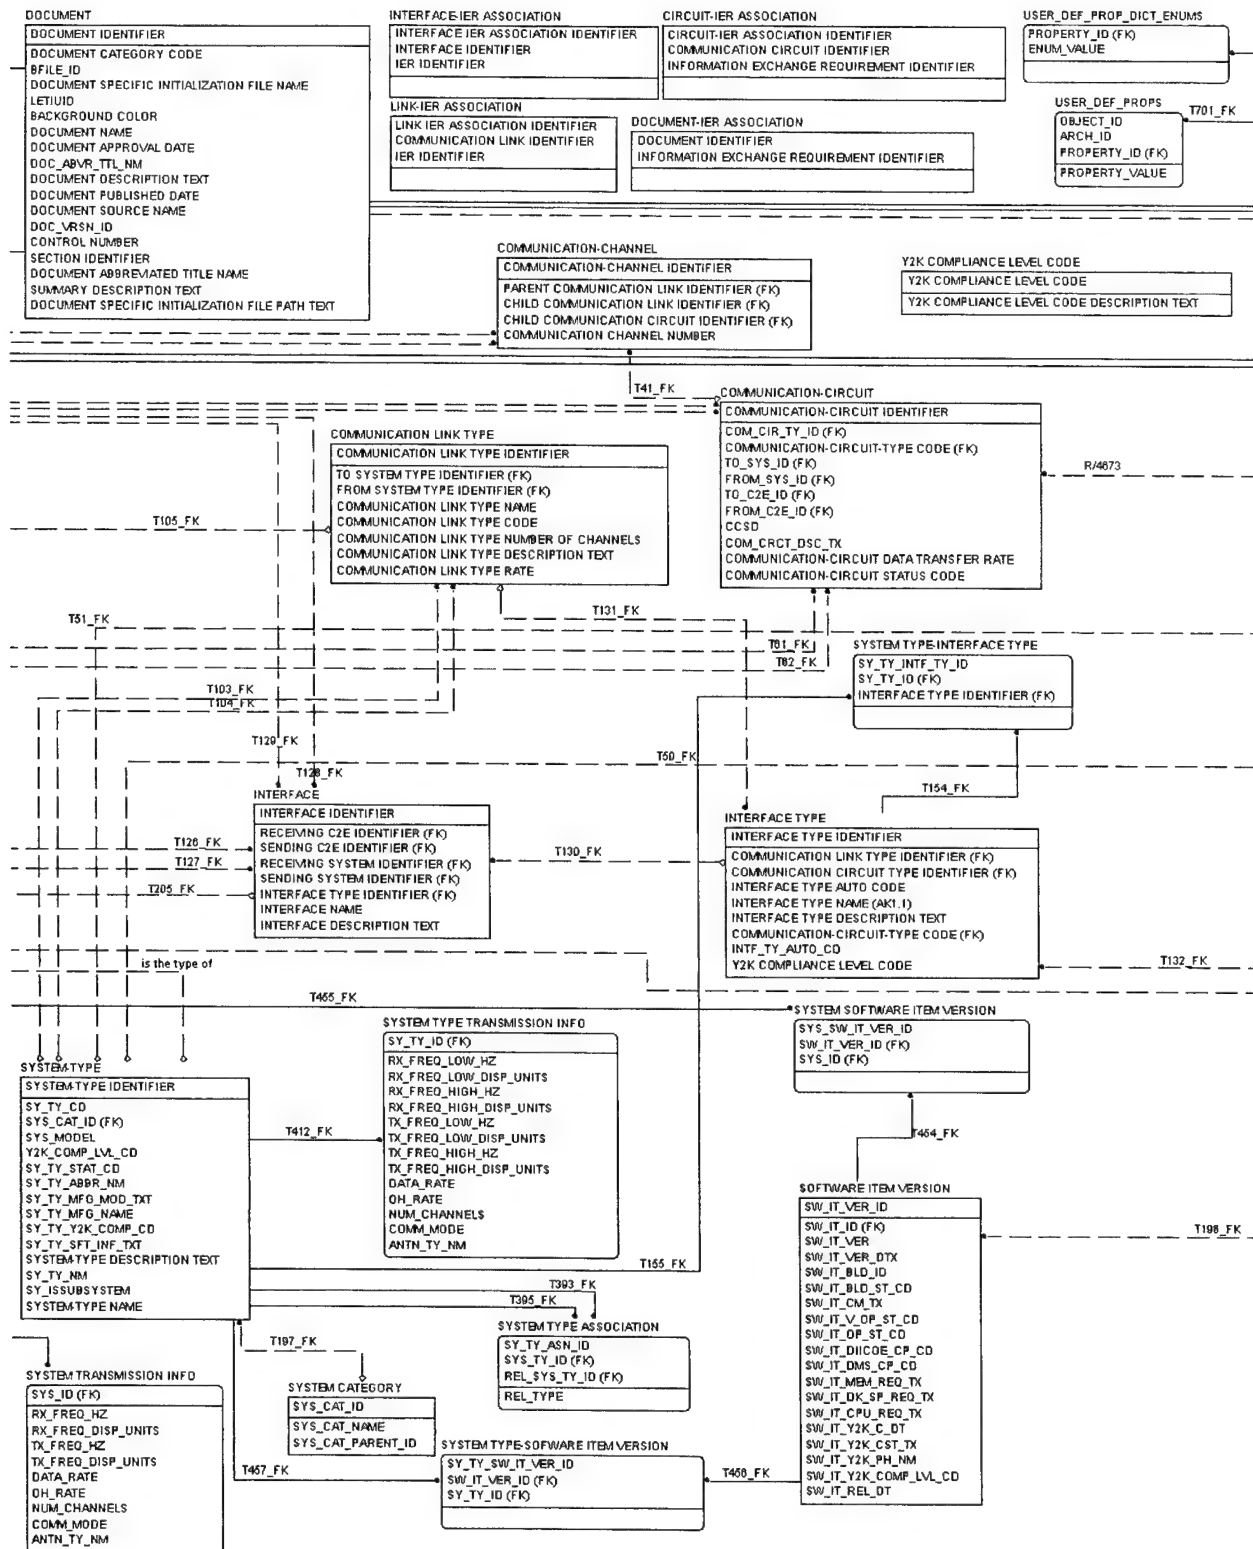 DOCUMENT
DOCUMENT IDENTIFIER
DOCUMENT CATEGORY CODE
BFILE_ID
DOCUMENT SPECIFIC INITIALIZATION FILE NAME
LETIUID
BACKGROUND COLOR
DOCUMENT NAME
DOCUMENT APPROVAL DATE
DOC_ABVR_TTL_NM
DOCUMENT DESCRIPTION TEXT
DOCUMENT PUBLISHED DATE
DOCUMENT SOURCE NAME
DOC_VRSN_ID
CONTROL NUMBER
SECTION IDENTIFIER
DOCUMENT ABBREVIATED TITLE NAME
SUMMARY DESCRIPTION TEXT
DOCUMENT SPECIFIC INITIALIZATION FILE PATH TEXT
INTERFACE-IER ASSOCIATION
INTERFACE IER ASSOCIATION IDENTIFIER
INTERFACE IDENTIFIER
IER IDENTIFIER
CIRCUIT-IER ASSOCIATION
CIRCUIT-IER ASSOCIATION IDENTIFIER
COMMUNICATION CIRCUIT IDENTIFIER
INFORMATION EXCHANGE REQUIREMENT IDENTIFIER
USER_DEF_PROP_DICT_ENUMS
PROPERTY_ID (FK)
ENUM_VALUE
LINK-IER ASSOCIATION
LINK IER ASSOCIATION IDENTIFIER
COMMUNICATION LINK IDENTIFIER
IER IDENTIFIER
DOCUMENT-IER ASSOCIATION
DOCUMENT IDENTIFIER
INFORMATION EXCHANGE REQUIREMENT IDENTIFIER
USER_DEF_PROPS
OBJECT_ID
ARCH_ID
PROPERTY_ID (FK)
PROPERTY_VALUE
T701_FK
COMMUNICATION-CHANNEL
COMMUNICATION-CHANNEL IDENTIFIER
PARENT COMMUNICATION LINK IDENTIFIER (FK)
CHILD COMMUNICATION LINK IDENTIFIER (FK)
CHILD COMMUNICATION CIRCUIT IDENTIFIER (FK)
COMMUNICATION CHANNEL NUMBER
Y2K COMPLIANCE LEVEL CODE
Y2K COMPLIANCE LEVEL CODE
Y2K COMPLIANCE LEVEL CODE DESCRIPTION TEXT
T41_FK
COMMUNICATION-CIRCUIT
COMMUNICATION-CIRCUIT IDENTIFIER
COM_CIR_TY_ID (FK)
COMMUNICATION-CIRCUIT-TYPE CODE (FK)
TO_SYS_ID (FK)
FROM_SYS_ID (FK)
TO_C2E_ID (FK)
FROM_C2E_ID (FK)
CCSD
COM_CRCT_DSC_TX
COMMUNICATION-CIRCUIT DATA TRANSFER RATE
COMMUNICATION-CIRCUIT STATUS CODE
R/4673
COMMUNICATION LINK TYPE
COMMUNICATION LINK TYPE IDENTIFIER
TO SYSTEM TYPE IDENTIFIER (FK)
FROM SYSTEM TYPE IDENTIFIER (FK)
COMMUNICATION LINK TYPE NAME
COMMUNICATION LINK TYPE CODE
COMMUNICATION LINK TYPE NUMBER OF CHANNELS
COMMUNICATION LINK TYPE DESCRIPTION TEXT
COMMUNICATION LINK TYPE RATE
T105_FK
T131_FK
T51_FK
T81_FK
T82_FK
SYSTEM TYPE-INTERFACE TYPE
SY_TY_INTF_TY_ID
SY_TY_ID (FK)
INTERFACE TYPE IDENTIFIER (FK)
T103_FK
T104_FK
T129_FK
T128_FK
T50_FK
T154_FK
INTERFACE
INTERFACE IDENTIFIER
RECEIVING C2E IDENTIFIER (FK)
SENDING C2E IDENTIFIER (FK)
RECEIVING SYSTEM IDENTIFIER (FK)
SENDING SYSTEM IDENTIFIER (FK)
INTERFACE TYPE IDENTIFIER (FK)
INTERFACE NAME
INTERFACE DESCRIPTION TEXT
T126_FK
T127_FK
T205_FK
T130_FK
INTERFACE TYPE
INTERFACE TYPE IDENTIFIER
COMMUNICATION LINK TYPE IDENTIFIER (FK)
COMMUNICATION CIRCUIT TYPE IDENTIFIER (FK)
INTERFACE TYPE AUTO CODE
INTERFACE TYPE NAME (AK1.1)
INTERFACE TYPE DESCRIPTION TEXT
COMMUNICATION-CIRCUIT-TYPE CODE (FK)
INTF_TY_AUTO_CD
Y2K COMPLIANCE LEVEL CODE
T132_FK
is the type of
T455_FK
SYSTEM SOFTWARE ITEM VERSION
SYS_SW_IT_VER_ID
SW_IT_VER_ID (FK)
SYS_ID (FK)
SYSTEM TYPE TRANSMISSION INFO
SY_TY_ID (FK)
RX_FREQ_LOW_HZ
RX_FREQ_LOW_DISP_UNITS
RX_FREQ_HIGH_HZ
RX_FREQ_HIGH_DISP_UNITS
TX_FREQ_LOW_HZ
TX_FREQ_LOW_DISP_UNITS
TX_FREQ_HIGH_HZ
TX_FREQ_HIGH_DISP_UNITS
DATA_RATE
OH_RATE
NUM_CHANNELS
COMM_MODE
ANTN_TY_NM
SYSTEM-TYPE
SYSTEM-TYPE IDENTIFIER
SY_TY_CD
SYS_CAT_ID (FK)
SYS_MODEL
Y2K_COMP_LVL_CD
SY_TY_STAT_CD
SY_TY_ABBR_NM
SY_TY_MFG_MOD_TXT
SY_TY_MFG_NAME
SY_TY_Y2K_COMP_CD
SY_TY_SFT_INF_TXT
SYSTEM-TYPE DESCRIPTION TEXT
SY_TY_NM
SY_ISSUBSYSTEM
SYSTEM-TYPE NAME
T412_FK
T454_FK
SOFTWARE ITEM VERSION
SW_IT_VER_ID
SW_IT_ID (FK)
SW_IT_VER
SW_IT_VER_DTX
SW_IT_BLD_ID
SW_IT_BLD_ST_CD
SW_IT_CM_TX
SW_IT_V_OP_ST_CD
SW_IT_OP_ST_CD
SW_IT_DIICOE_CP_CD
SW_IT_DMS_CP_CD
SW_IT_MEM_REQ_TX
SW_IT_DK_SP_REQ_TX
SW_IT_CPU_REQ_TX
SW_IT_Y2K_C_DT
SW_IT_Y2K_CST_TX
SW_IT_Y2K_PH_NM
SW_IT_Y2K_COMP_LVL_CD
SW_IT_REL_DT
T196_FK
T155_FK
T393_FK
T395_FK
SYSTEM TYPE ASSOCIATION
SY_TY_ASN_ID
SYS_TY_ID (FK)
REL_SYS_TY_ID (FK)
REL_TYPE
T197_FK
SYSTEM CATEGORY
SYS_CAT_ID
SYS_CAT_NAME
SYS_CAT_PARENT_ID
SYSTEM TRANSMISSION INFO
SYS_ID (FK)
RX_FREQ_HZ
RX_FREQ_DISP_UNITS
TX_FREQ_HZ
TX_FREQ_DISP_UNITS
DATA_RATE
OH_RATE
NUM_CHANNELS
COMM_MODE
ANTN_TY_NM
T457_FK
SYSTEM TYPE-SOFWARE ITEM VERSION
SY_TY_SW_IT_VER_ID
SW_IT_VER_ID (FK)
SY_TY_ID (FK)
T456_FK